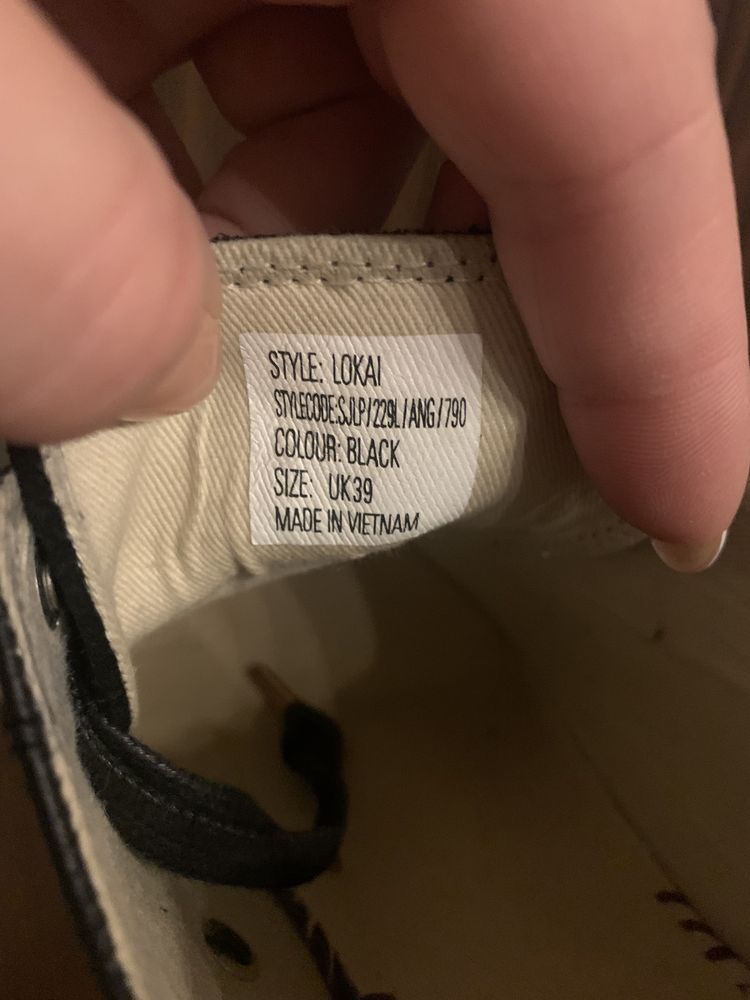 STYLE: LOKAI
STYLECODE:SJLP/229L/ANG/790
COLOUR: BLACK
SIZE: UK39
MADE IN VIETNAM